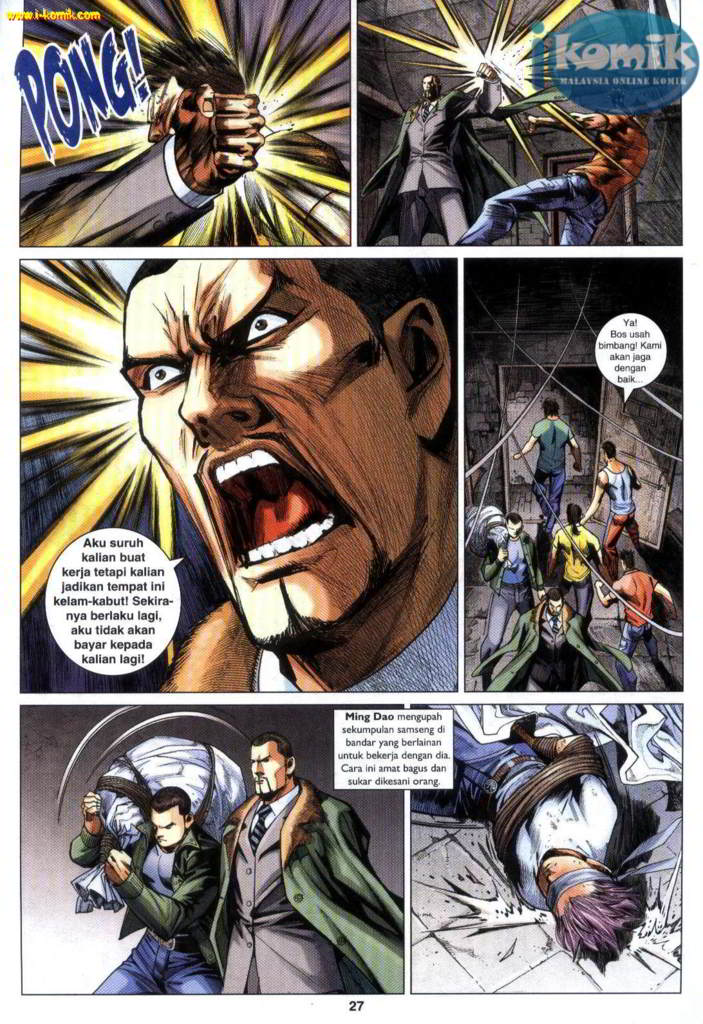 www.i-komik.com
PONG!
ikomik
MALAYSIA ONLINE KOMIK
Ya!
Bos usah
bimbang! Kami
akan jaga
dengan
baik...
Aku suruh
kalian buat
kerja tetapi kalian
jadikan tempat ini
kelam-kabut! Sekira-
nya berlaku lagi,
aku tidak akan
bayar kepada
kalian lagi!
Ming Dao mengupah
sekumpulan samseng di
bandar yang berlainan
untuk bekerja dengan dia.
Cara ini amat bagus dan
sukar dikesani orang.
27